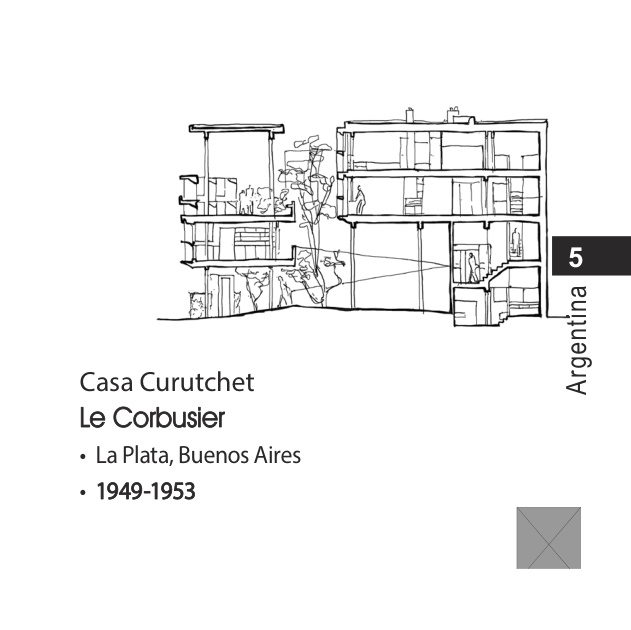 5
Argentina
Casa Curutchet
Le Corbusier
• La Plata, Buenos Aires
• 1949-1953